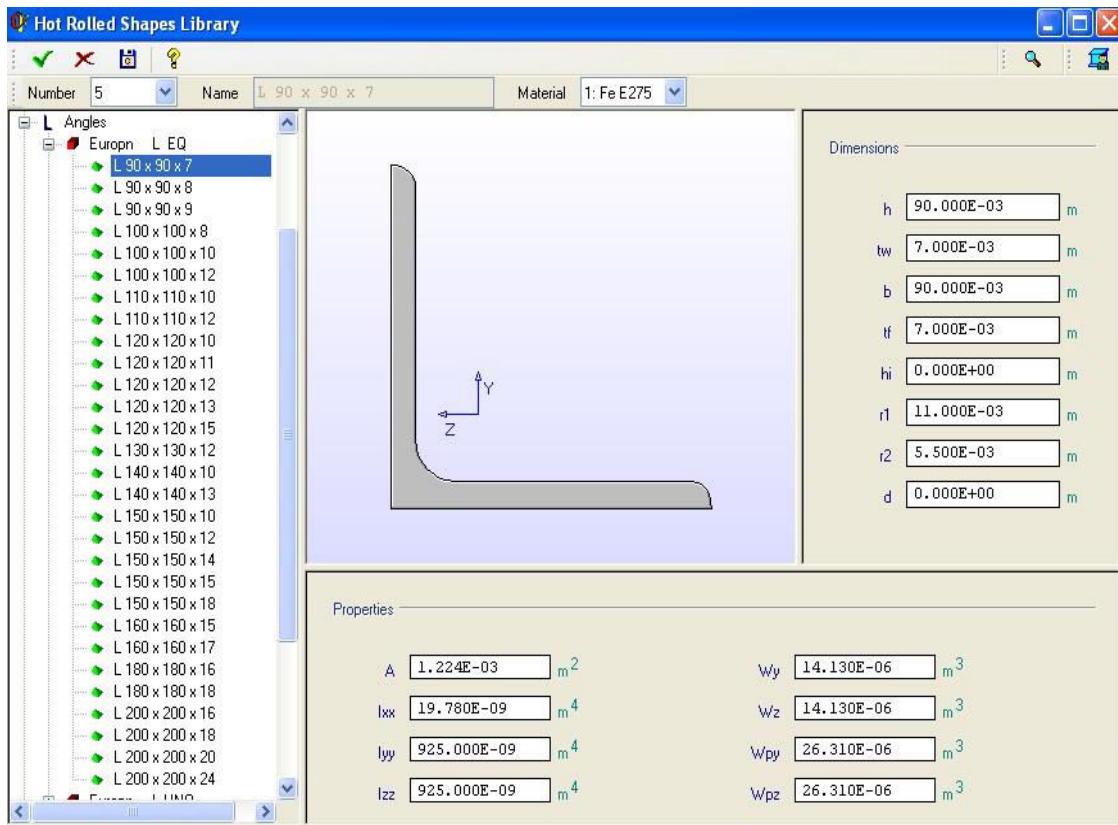 Hot Rolled Shapes Library
Number 5 Name L 90 x 90 x 7 Material 1: Fe E275
L Angles
Europn L EQ
L 90 x 90 x 7
L 90 x 90 x 8
L 90 x 90 x 9
L 100 x 100 x 8
L 100 x 100 x 10
L 100 x 100 x 12
L 110 x 110 x 10
L 110 x 110 x 12
L 120 x 120 x 10
L 120 x 120 x 11
L 120 x 120 x 12
L 120 x 120 x 13
L 120 x 120 x 15
L 130 x 130 x 12
L 140 x 140 x 10
L 140 x 140 x 13
L 150 x 150 x 10
L 150 x 150 x 12
L 150 x 150 x 14
L 150 x 150 x 15
L 150 x 150 x 18
L 160 x 160 x 15
L 160 x 160 x 17
L 180 x 180 x 16
L 180 x 180 x 18
L 200 x 200 x 16
L 200 x 200 x 18
L 200 x 200 x 20
L 200 x 200 x 24
Y
Z
Dimensions
h 90.000E-03 m
tw 7.000E-03 m
b 90.000E-03 m
tf 7.000E-03 m
hi 0.000E+00 m
r1 11.000E-03 m
r2 5.500E-03 m
d 0.000E+00 m
Properties
A 1.224E-03 m2 Wy 14.130E-06 m3
Ixx 19.780E-09 m4 Wz 14.130E-06 m3
Iyy 925.000E-09 m4 Wpy 26.310E-06 m3
Izz 925.000E-09 m4 Wpz 26.310E-06 m3